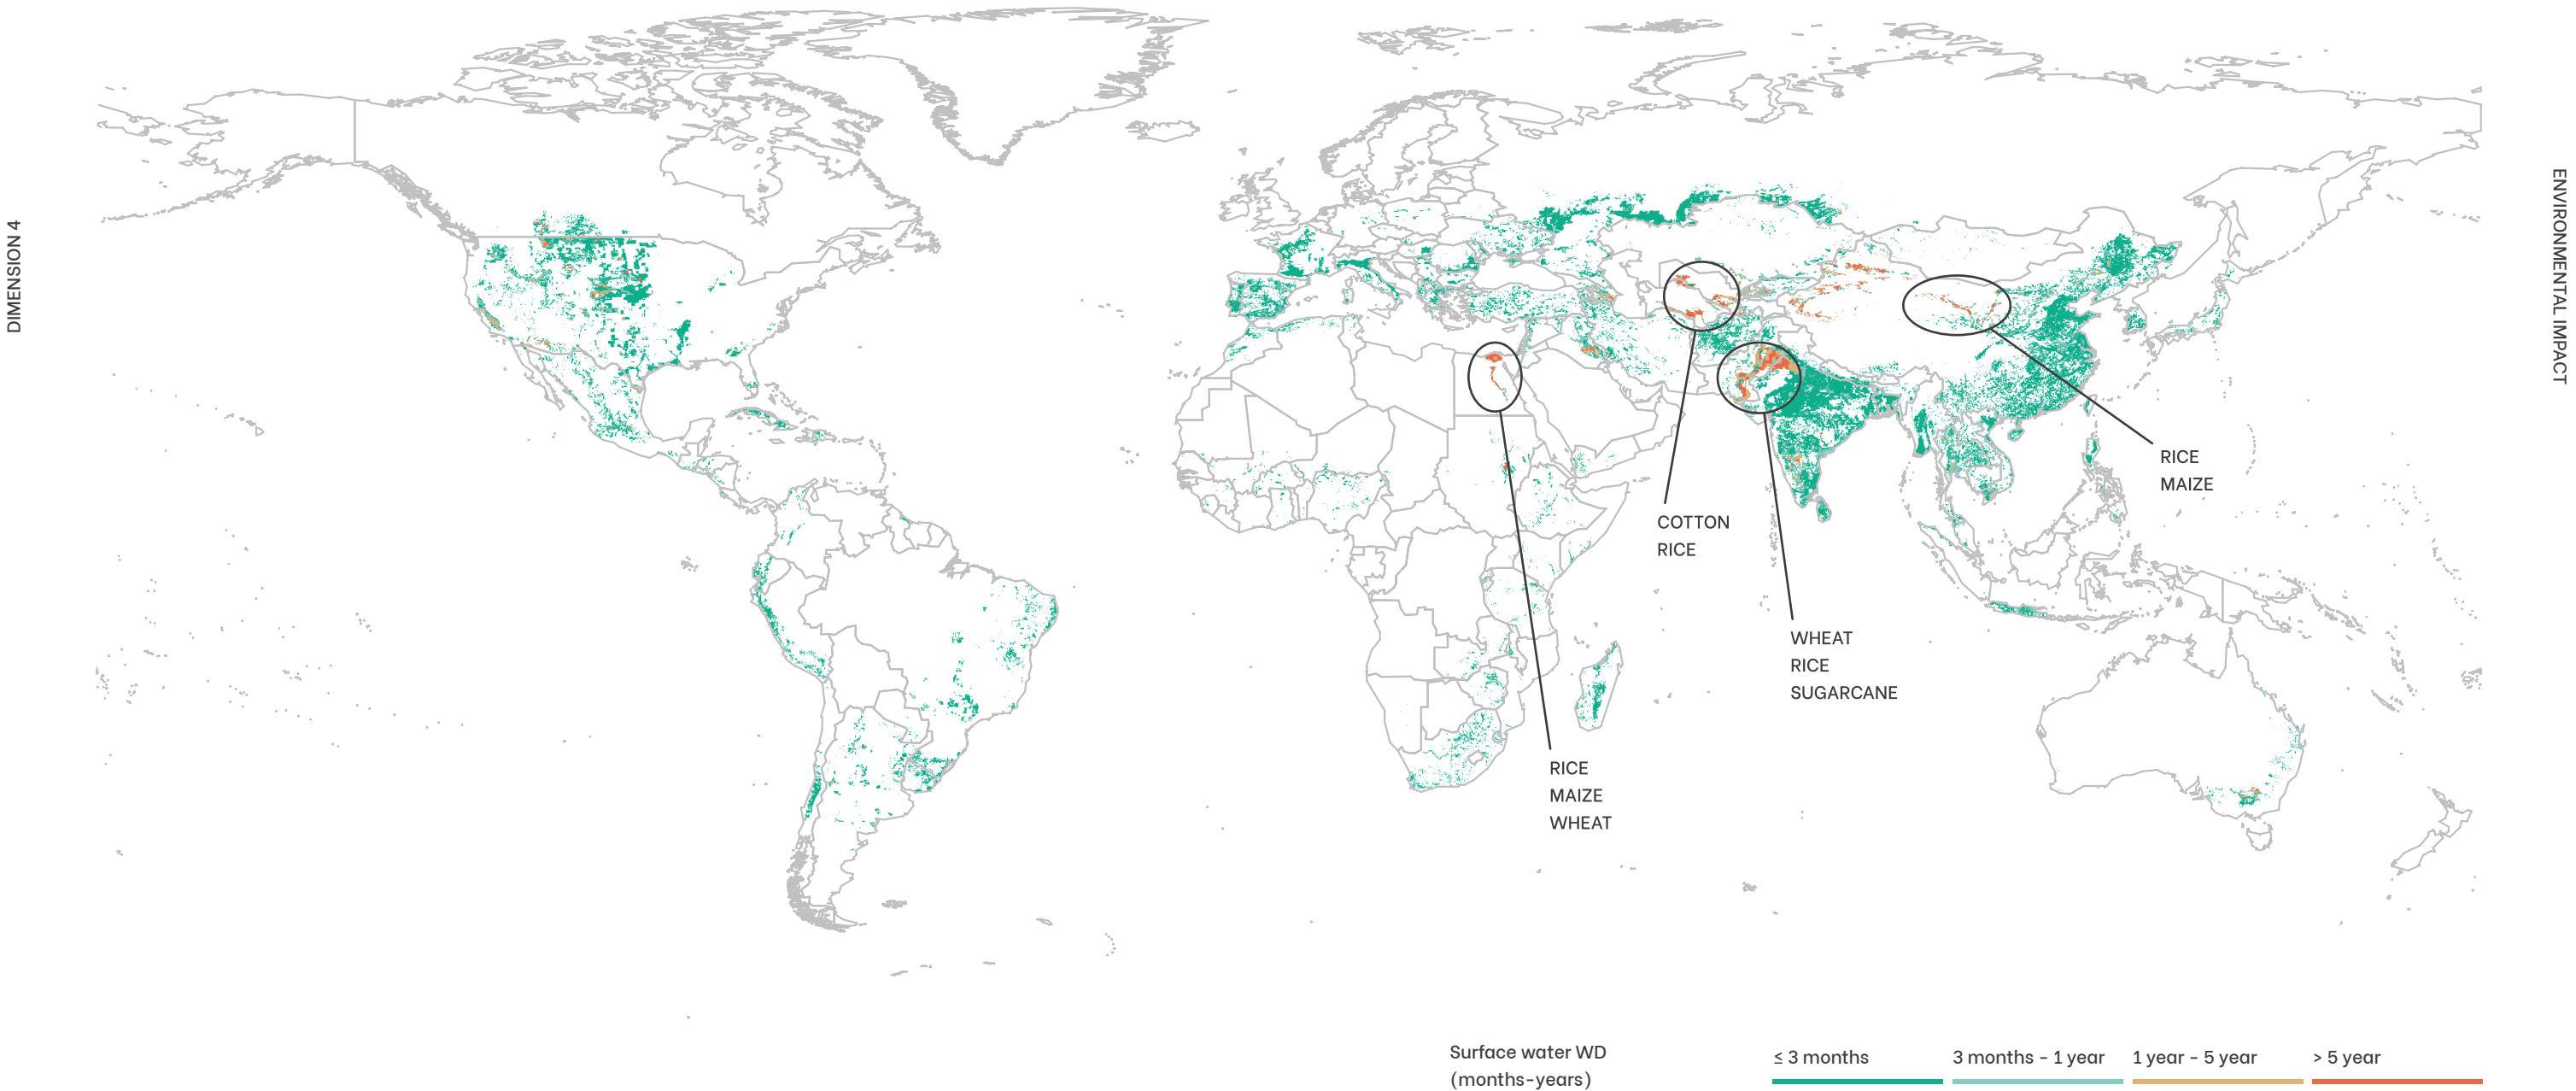 DIMENSION 4
ENVIRONMENTAL IMPACT
RICE
MAIZE
COTTON
RICE
WHEAT
RICE
SUGARCANE
RICE
MAIZE
WHEAT
Surface water WD
(months-years)
≤ 3 months
3 months - 1 year
1 year - 5 year
> 5 year